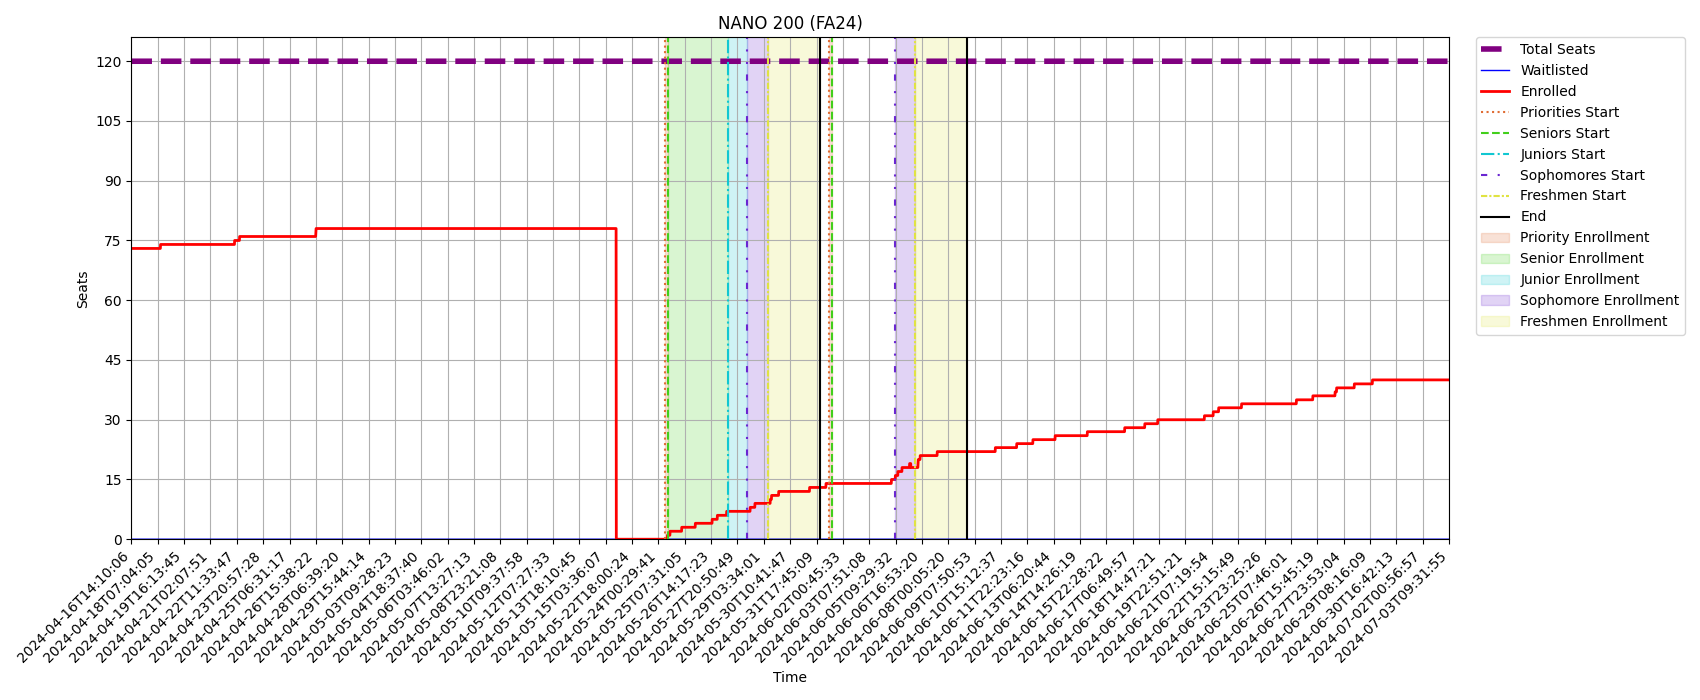 NANO 200 (FA24)
Seats
120
105
90
75
60
45
30
15
0
2024-04-16T14:10:06
2024-04-18T07:04:05
2024-04-19T16:13:45
2024-04-21T02:07:51
2024-04-22T11:33:47
2024-04-23T20:57:28
2024-04-25T06:31:17
2024-04-26T15:38:22
2024-04-28T06:39:20
2024-04-29T15:44:14
2024-05-03T09:28:23
2024-05-04T18:37:40
2024-05-06T03:46:02
2024-05-07T13:27:13
2024-05-08T23:21:08
2024-05-10T09:37:58
2024-05-12T07:27:33
2024-05-13T18:10:45
2024-05-15T03:36:07
2024-05-22T18:00:24
2024-05-24T00:29:41
2024-05-25T07:31:05
2024-05-26T14:17:23
2024-05-27T20:50:49
2024-05-29T03:34:01
2024-05-30T10:41:47
2024-05-31T17:45:09
2024-06-02T00:45:33
2024-06-03T07:51:08
2024-06-05T09:29:32
2024-06-06T16:53:20
2024-06-08T00:05:20
2024-06-09T07:50:53
2024-06-10T15:12:37
2024-06-11T22:23:16
2024-06-13T06:20:44
2024-06-14T14:26:19
2024-06-15T22:28:22
2024-06-17T06:49:57
2024-06-18T14:47:21
2024-06-19T22:51:21
2024-06-21T07:19:54
2024-06-22T15:15:49
2024-06-23T23:25:26
2024-06-25T07:46:01
2024-06-26T15:45:19
2024-06-27T23:53:04
2024-06-29T08:16:09
2024-06-30T16:42:13
2024-07-02T00:56:57
2024-07-03T09:31:55
Time
Total Seats
Waitlisted
Enrolled
Priorities Start
Seniors Start
Juniors Start
Sophomores Start
Freshmen Start
End
Priority Enrollment
Senior Enrollment
Junior Enrollment
Sophomore Enrollment
Freshmen Enrollment